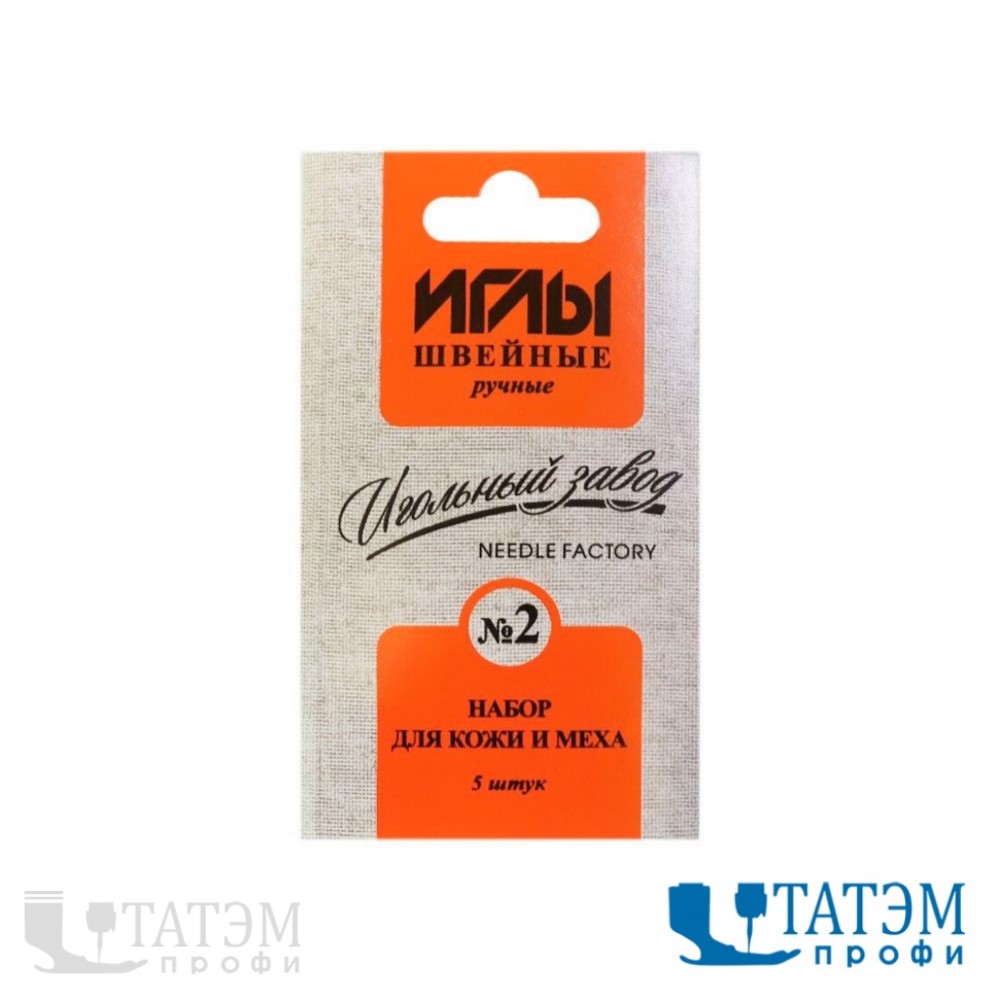 ИГЛЫ
ШВЕЙНЫЕ
ручные
Игольный завод
NEEDLE FACTORY
№2
НАБОР
ДЛЯ КОЖИ И МЕХА
5 штук
ТАТЭМ
профи
ТАТЭМ
профи